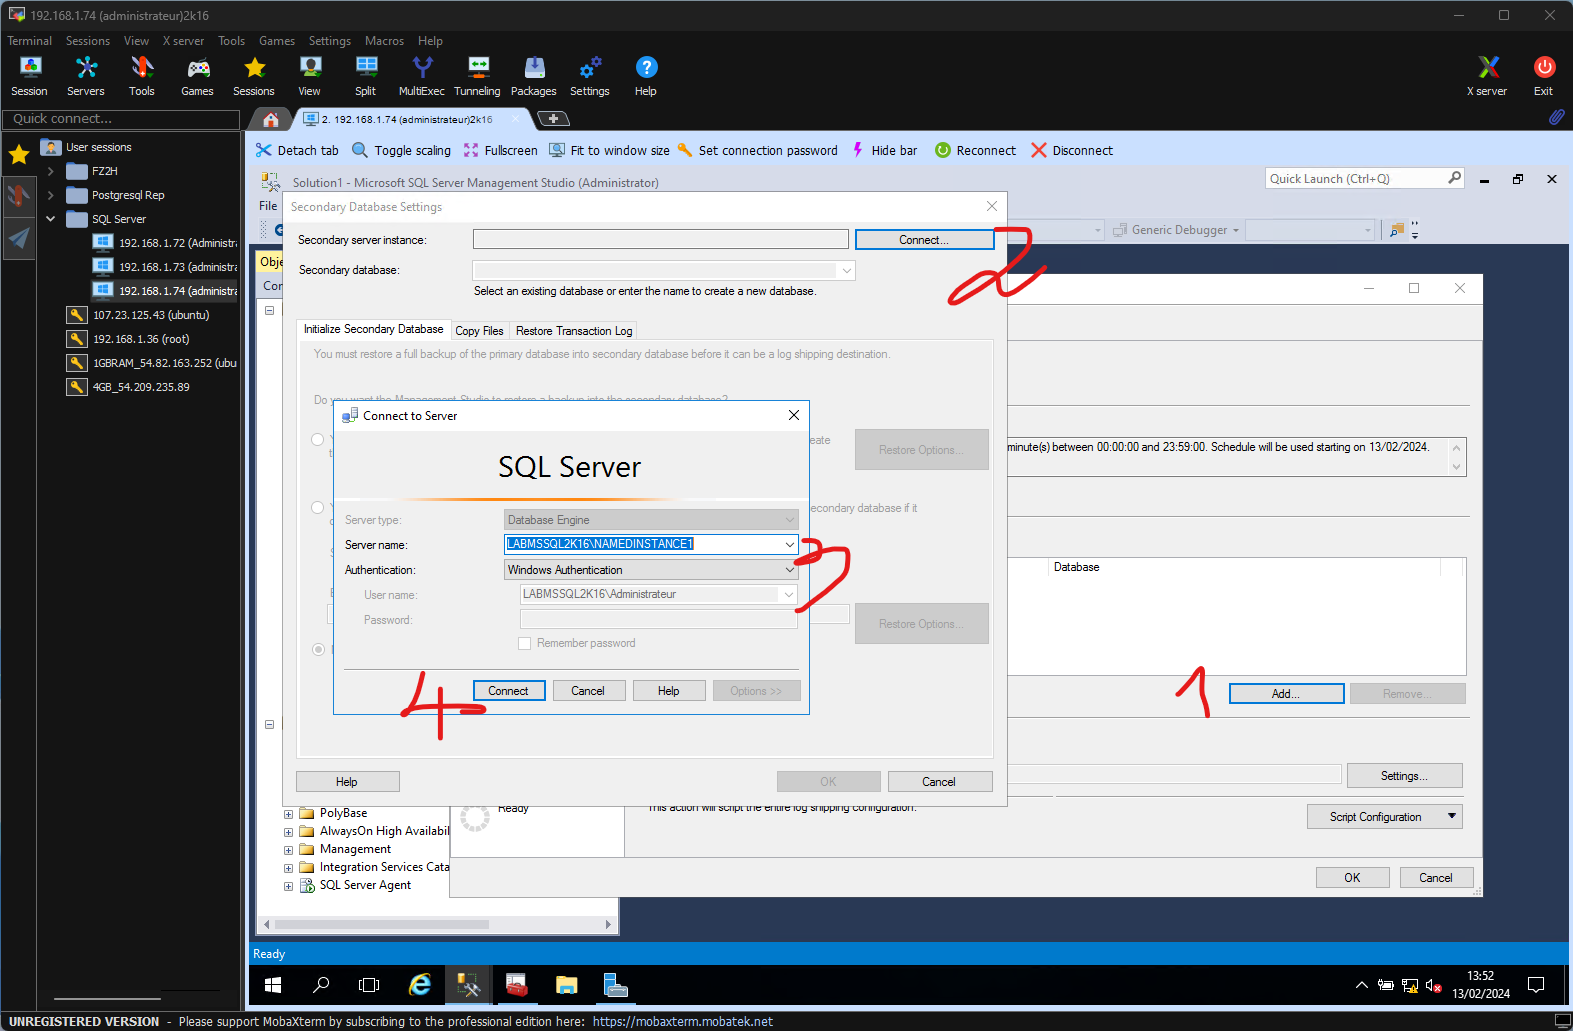 192.168.1.74 (administrateur)2k16
Terminal Sessions View X server Tools Games Settings Macros Help
Session Servers Tools Games Sessions View Split MultiExec Tunneling Packages Settings Help X server Exit
Quick connect...
2. 192.168.1.74 (administrateur)2k16
Detach tab Toggle scaling Fullscreen Fit to window size Set connection password Hide bar Reconnect Disconnect
User sessions
FZ2H
Postgresql Rep
SQL Server
192.168.1.72 (Administra
192.168.1.73 (administra
192.168.1.74 (administra
107.23.125.43 (ubuntu)
192.168.1.36 (root)
1GBRAM_54.82.163.252 (ubu
4GB_54.209.235.89
Solution1 - Microsoft SQL Server Management Studio (Administrator)
Quick Launch (Ctrl+Q)
File
Generic Debugger
Obje
Con
Secondary Database Settings
Secondary server instance:
Connect...
2
Secondary database:
Select an existing database or enter the name to create a new database.
Initialize Secondary Database Copy Files Restore Transaction Log
You must restore a full backup of the primary database into secondary database before it can be a log shipping destination.
Do you want the Management Studio to restore a backup into the secondary database?
eate
Restore Options...
econdary database if it
Restore Options...
Connect to Server
SQL Server
Server type: Database Engine
Server name: LABMSSQL2K16\NAMEDINSTANCE1
Authentication: Windows Authentication
User name: LABMSSQL2K16\Administrateur
Password:
Remember password
3
Connect Cancel Help Options >>
4
Help OK Cancel
minute(s) between 00:00:00 and 23:59:00. Schedule will be used starting on 13/02/2024.
Database
1
Add... Remove...
Settings...
Ready
This action will script the entire log shipping configuration.
Script Configuration
OK Cancel
PolyBase
AlwaysOn High Availabil
Management
Integration Services Cata
SQL Server Agent
Ready
13:52
13/02/2024
UNREGISTERED VERSION - Please support MobaXterm by subscribing to the professional edition here: https://mobaxterm.mobatek.net